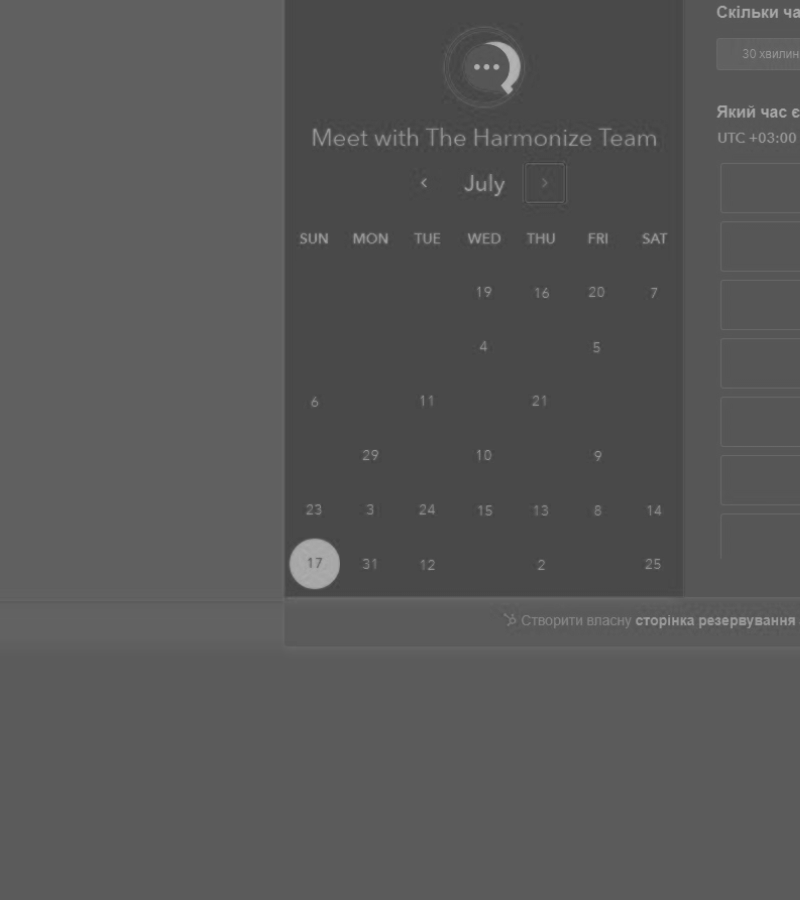 Скільки ча
30 хвилин
Meet with The Harmonize Team
Який час є
UTC +03:00
July
SUN MON TUE WED THU FRI SAT
19 16 20 7
4 5
6 11 21
29 10 9
23 3 24 15 13 8 14
17 31 12 2 25
Створити власну сторінка резервування